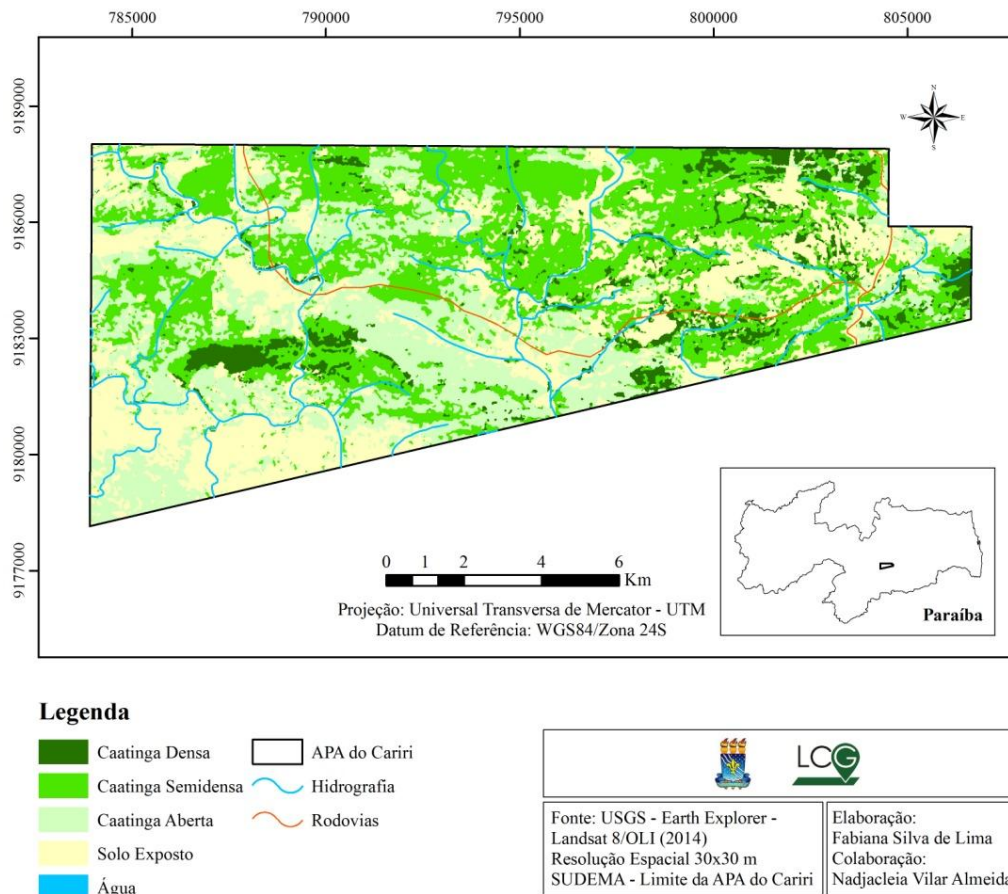 785000 790000 795000 800000 805000
9189000
9186000
9183000
9180000
9177000
N
W E
S
0 1 2 4 6
Km
Projeção: Universal Transversa de Mercator - UTM
Datum de Referência: WGS84/Zona 24S
Paraíba
Legenda
Caatinga Densa
Caatinga Semidensa
Caatinga Aberta
Solo Exposto
Água
APA do Cariri
Hidrografia
Rodovias
LCG
Fonte: USGS - Earth Explorer -
Landsat 8/OLI (2014)
Resolução Espacial 30x30 m
SUDEMA - Limite da APA do Cariri
Elaboração:
Fabiana Silva de Lima
Colaboração:
Nadjacleia Vilar Almeida